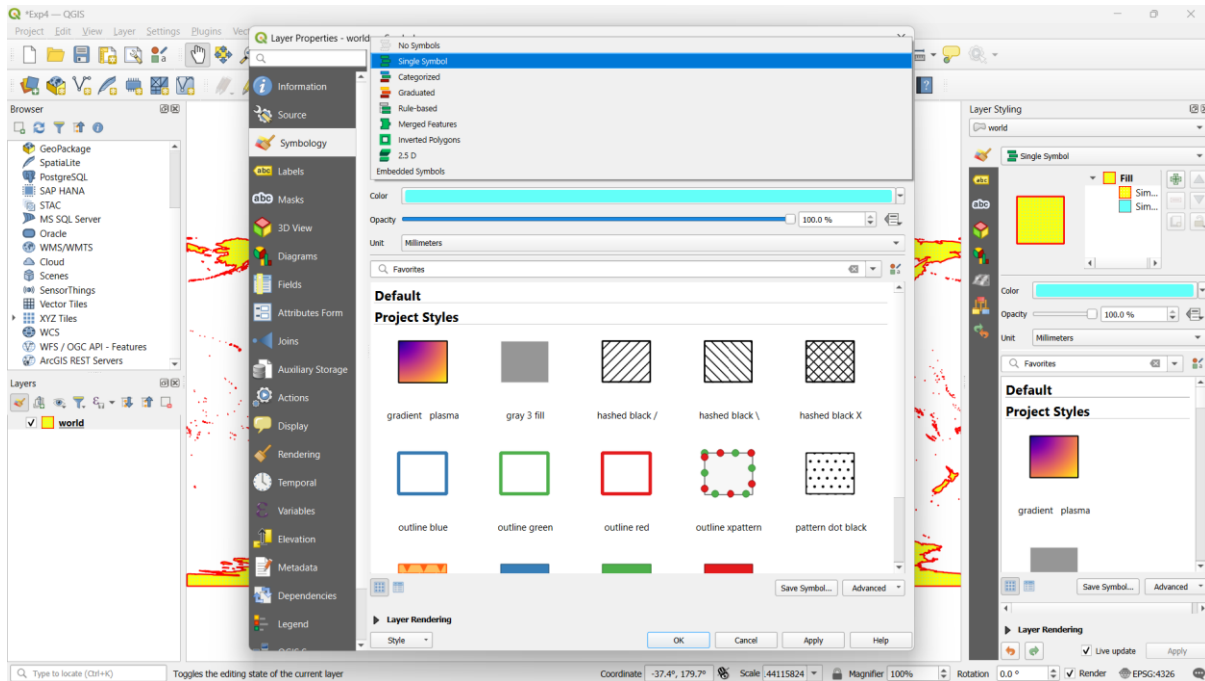 *Exp4 — QGIS
Project Edit View Layer Settings Plugins Vect
Layer Properties - world
No Symbols
Single Symbol
Categorized
Graduated
Rule-based
Merged Features
Inverted Polygons
2.5 D
Embedded Symbols
Browser
GeoPackage
SpatiaLite
PostgreSQL
SAP HANA
STAC
MS SQL Server
Oracle
WMS/WMTS
Cloud
Scenes
SensorThings
Vector Tiles
XYZ Tiles
WCS
WFS / OGC API - Features
ArcGIS REST Servers
Layers
world
Information
Source
Symbology
abc Labels
abc Masks
3D View
Diagrams
Fields
Attributes Form
Joins
Auxiliary Storage
Actions
Display
Rendering
Temporal
Variables
Elevation
Metadata
Dependencies
Legend
Color
Opacity 100.0 %
Unit Millimeters
Favorites
Default
Project Styles
gradient plasma
gray 3 fill
hashed black /
hashed black \
hashed black X
outline blue
outline green
outline red
outline xpattern
pattern dot black
Save Symbol... Advanced
Layer Rendering
Style OK Cancel Apply Help
Layer Styling
world
Single Symbol
abc
abc
Fill
Sim...
Sim...
Color
Opacity 100.0 %
Unit Millimeters
Favorites
Default
Project Styles
gradient plasma
Save Symbol... Advanced
Layer Rendering
Live update Apply
Type to locate (Ctrl+K) Toggles the editing state of the current layer Coordinate -37.4°, 179.7° Scale :44115824 Magnifier 100% Rotation 0.0 ° Render EPSG:4326